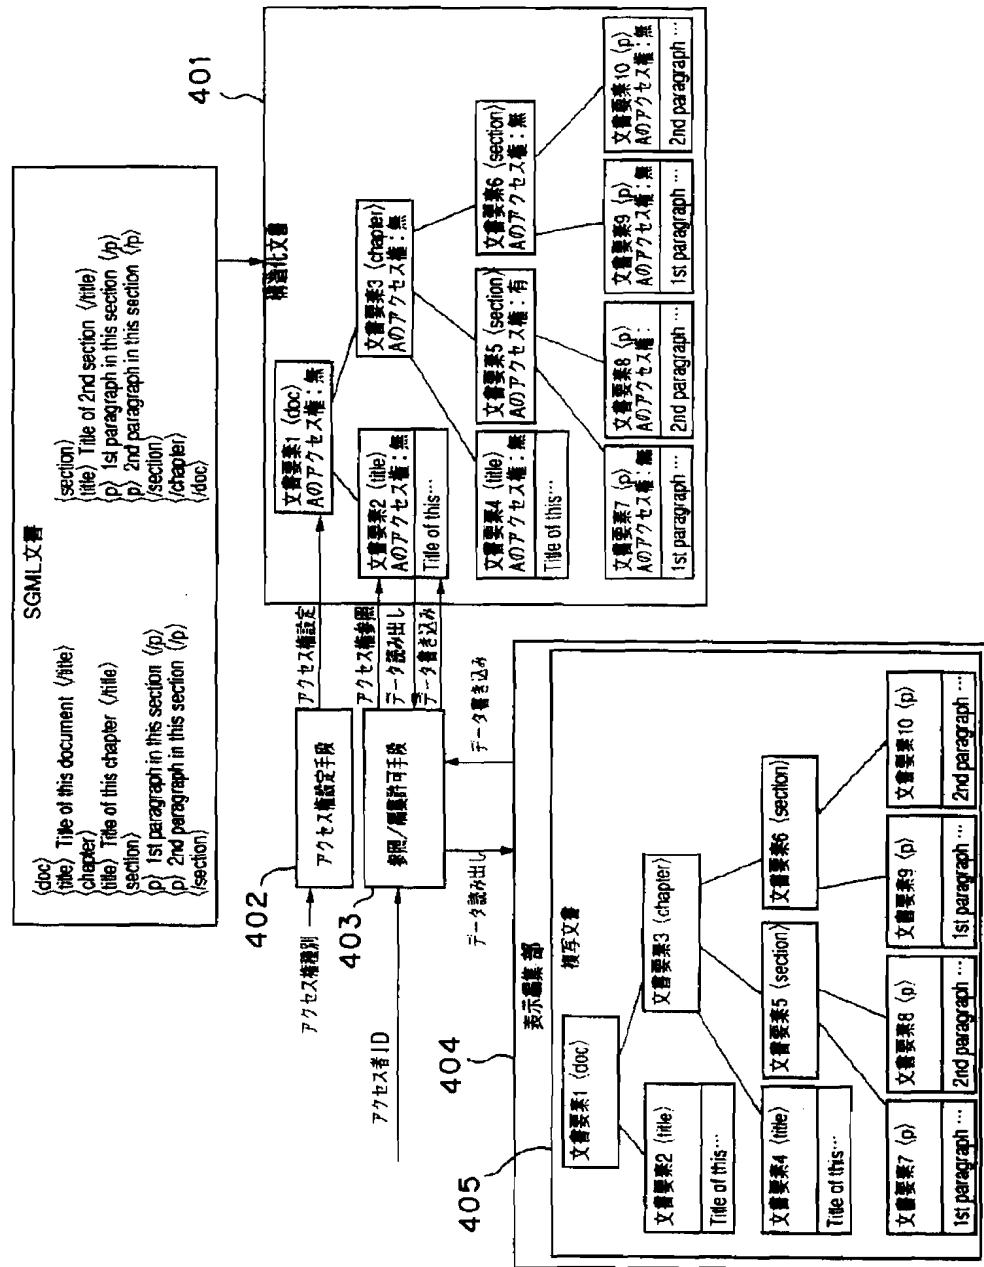 SGML文書
⟨doc⟩
⟨title⟩ Title of this document ⟨/title⟩
⟨chapter⟩
⟨title⟩ Title of this chapter ⟨/title⟩
⟨section⟩
⟨p⟩ 1st paragraph in this section ⟨/p⟩
⟨p⟩ 2nd paragraph in this section ⟨/p⟩
⟨/section⟩
⟨section⟩
⟨title⟩ Title of 2nd section ⟨/title⟩
⟨p⟩ 1st paragraph in this section ⟨/p⟩
⟨p⟩ 2nd paragraph in this section ⟨/p⟩
⟨/section⟩
⟨/chapter⟩
⟨/doc⟩
401
構造化文書
文書要素1 ⟨doc⟩
Aのアクセス権：無
文書要素2 ⟨title⟩
Aのアクセス権：無
Title of this…
文書要素3 ⟨chapter⟩
Aのアクセス権：無
文書要素4 ⟨title⟩
Aのアクセス権：無
Title of this…
文書要素5 ⟨section⟩
Aのアクセス権：有
文書要素6 ⟨section⟩
Aのアクセス権：無
文書要素7 ⟨p⟩
Aのアクセス権：無
1st paragraph …
文書要素8 ⟨p⟩
Aのアクセス権：
2nd paragraph …
文書要素9 ⟨p⟩
Aのアクセス権：無
1st paragraph …
文書要素10 ⟨p⟩
Aのアクセス権：無
2nd paragraph …
402
アクセス権種別
アクセス権設定手段
アクセス権設定
403
アクセス者ID
参照／編集許可手段
アクセス権参照
データ読み出し
データ書き込み
データ読み出し
データ書き込み
404
表示編集部
405
複写文書
文書要素1 ⟨doc⟩
文書要素2 ⟨title⟩
Title of this…
文書要素3 ⟨chapter⟩
文書要素4 ⟨title⟩
Title of this…
文書要素5 ⟨section⟩
文書要素6 ⟨section⟩
文書要素7 ⟨p⟩
1st paragraph …
文書要素8 ⟨p⟩
2nd paragraph …
文書要素9 ⟨p⟩
1st paragraph …
文書要素10 ⟨p⟩
2nd paragraph …